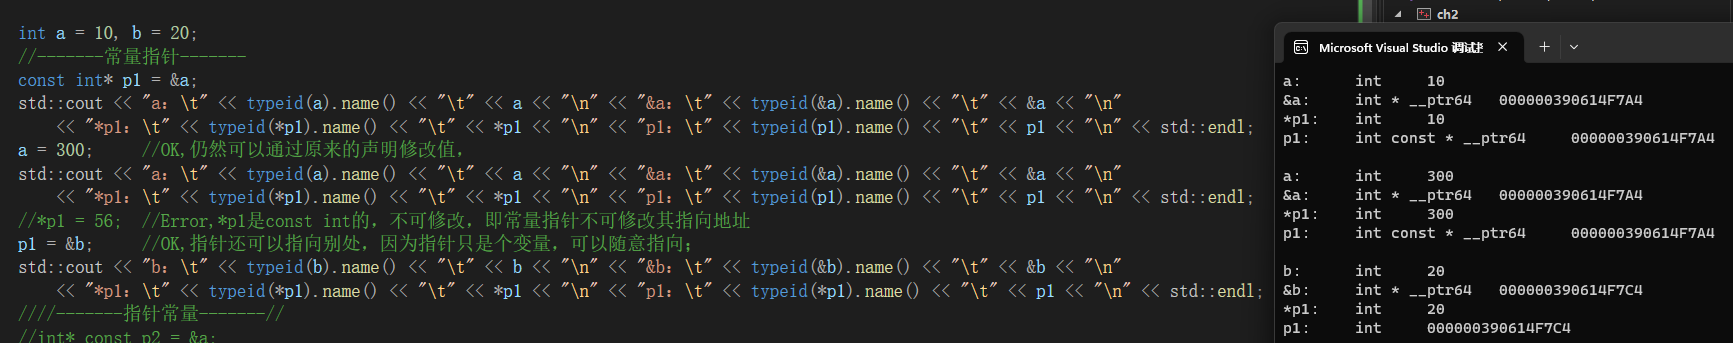 int a = 10, b = 20;
//-------常量指针-------
const int* p1 = &a;
std::cout << "a：\t" << typeid(a).name() << "\t" << a << "\n" << "&a：\t" << typeid(&a).name() << "\t" << &a << "\n"
<< "*p1：\t" << typeid(*p1).name() << "\t" << *p1 << "\n" << "p1：\t" << typeid(p1).name() << "\t" << p1 << "\n" << std::endl;
a = 300; //OK,仍然可以通过原来的声明修改值，
std::cout << "a：\t" << typeid(a).name() << "\t" << a << "\n" << "&a：\t" << typeid(&a).name() << "\t" << &a << "\n"
<< "*p1：\t" << typeid(*p1).name() << "\t" << *p1 << "\n" << "p1：\t" << typeid(p1).name() << "\t" << p1 << "\n" << std::endl;
//*p1 = 56; //Error,*p1是const int的，不可修改，即常量指针不可修改其指向地址
p1 = &b; //OK,指针还可以指向别处，因为指针只是个变量，可以随意指向；
std::cout << "b：\t" << typeid(b).name() << "\t" << b << "\n" << "&b：\t" << typeid(&b).name() << "\t" << &b << "\n"
<< "*p1：\t" << typeid(*p1).name() << "\t" << *p1 << "\n" << "p1：\t" << typeid(*p1).name() << "\t" << p1 << "\n" << std::endl;
////-------指针常量-------//
//int* const p2 = &a;
ch2
Microsoft Visual Studio 调试
a: int 10
&a: int * __ptr64 000000390614F7A4
*p1: int 10
p1: int const * __ptr64 000000390614F7A4
a: int 300
&a: int * __ptr64 000000390614F7A4
*p1: int 300
p1: int const * __ptr64 000000390614F7A4
b: int 20
&b: int * __ptr64 000000390614F7C4
*p1: int 20
p1: int 000000390614F7C4